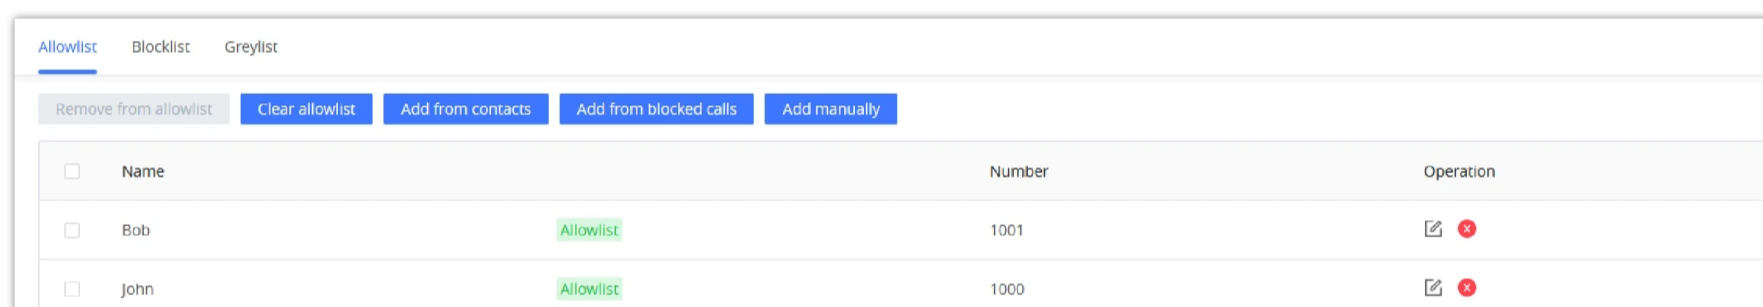 Allowlist Blocklist Greylist
Remove from allowlist Clear allowlist Add from contacts Add from blocked calls Add manually
Name Number Operation
Bob Allowlist 1001
John Allowlist 1000